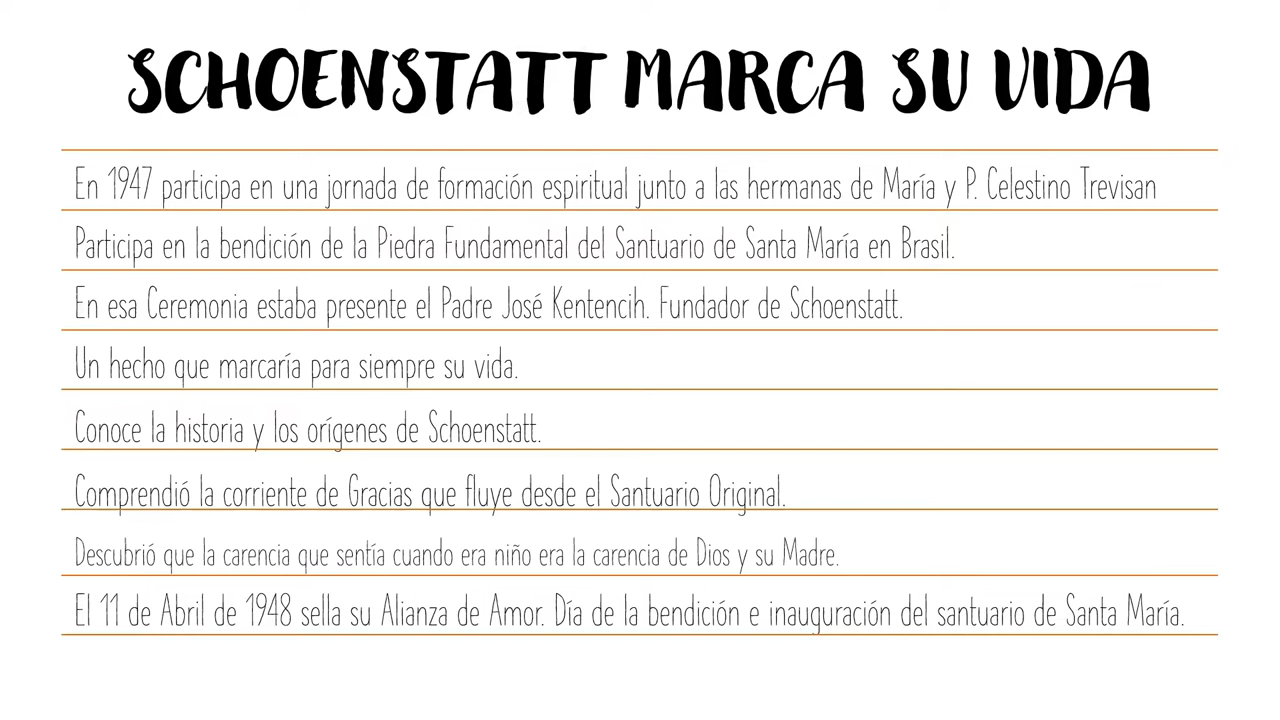 SCHOENSTATT MARCA SU VIDA
En 1947 participa en una jornada de formación espiritual junto a las hermanas de María y P. Celestino Trevisan
Participa en la bendición de la Piedra Fundamental del Santuario de Santa María en Brasil.
En esa Ceremonia estaba presente el Padre José Kentencih. Fundador de Schoenstatt.
Un hecho que marcaría para siempre su vida.
Conoce la historia y los orígenes de Schoenstatt.
Comprendió la corriente de Gracias que fluye desde el Santuario Original.
Descubrió que la carencia que sentía cuando era niño era la carencia de Dios y su Madre.
El 11 de Abril de 1948 sella su Alianza de Amor. Día de la bendición e inauguración del santuario de Santa María.